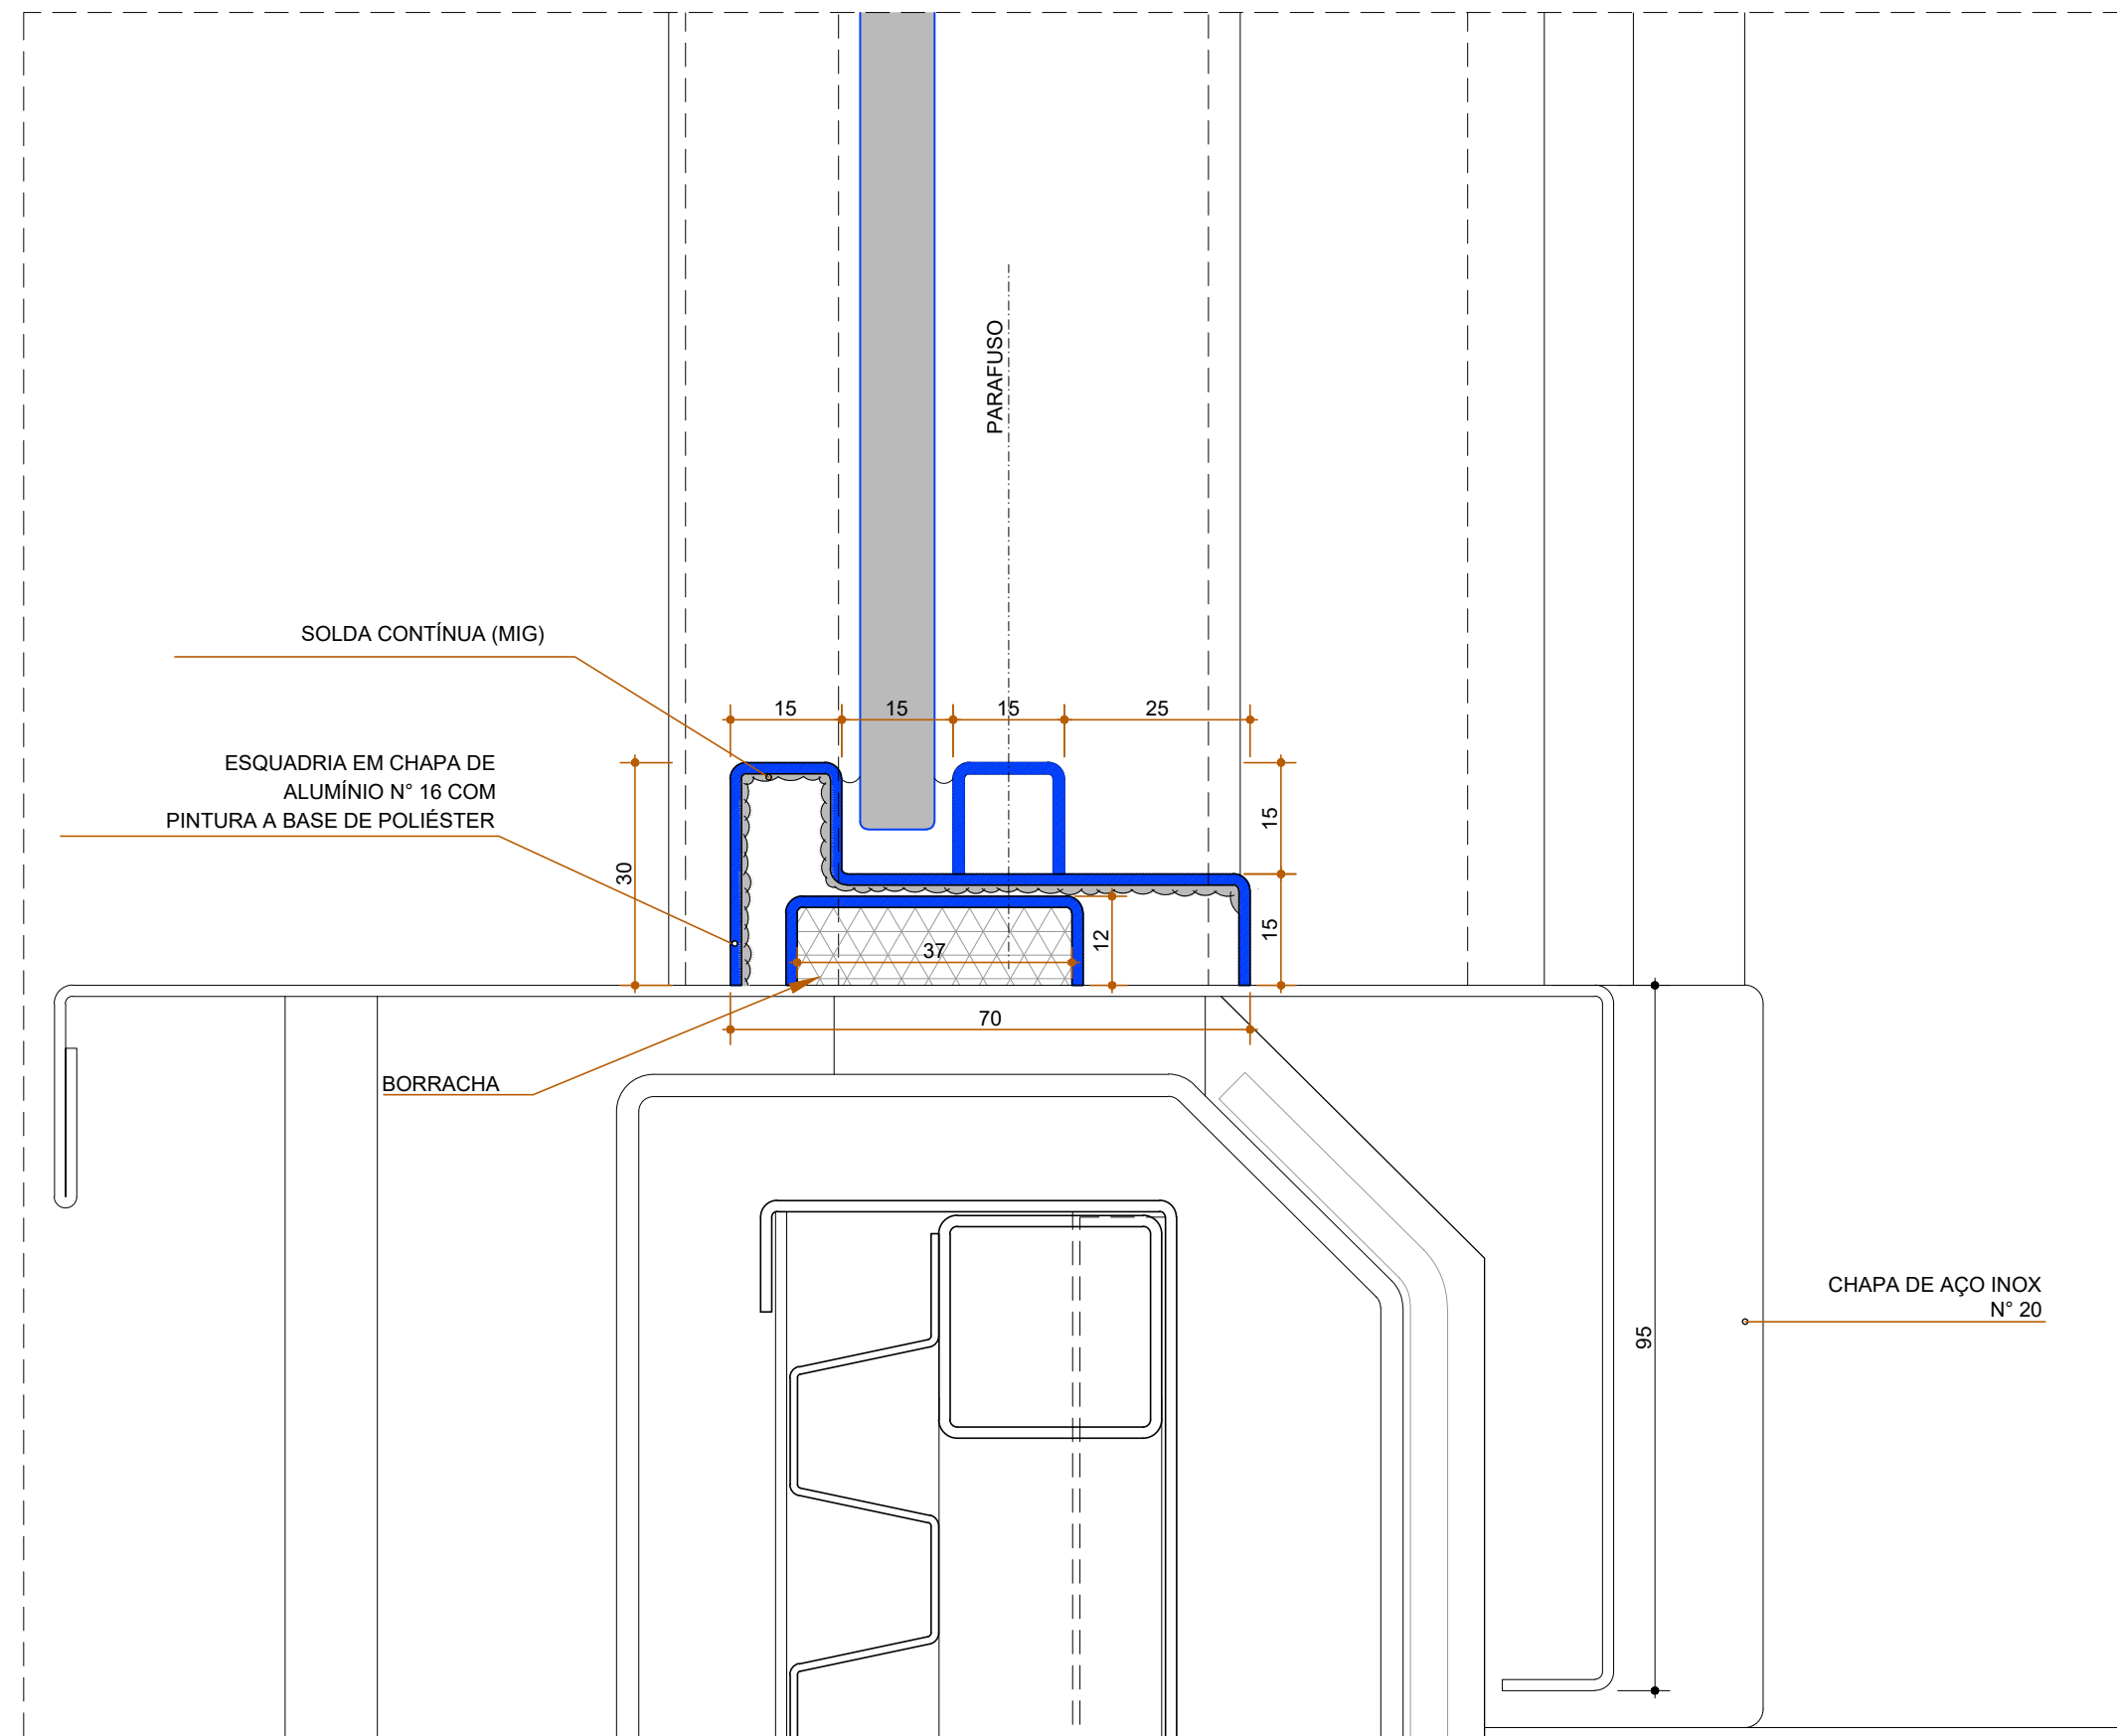 PARAFUSO
SOLDA CONTÍNUA (MIG)
15
15
15
25
ESQUADRIA EM CHAPA DE
ALUMÍNIO N° 16 COM
PINTURA A BASE DE POLIÉSTER
30
15
15
12
37
70
BORRACHA
CHAPA DE AÇO INOX
N° 20
95